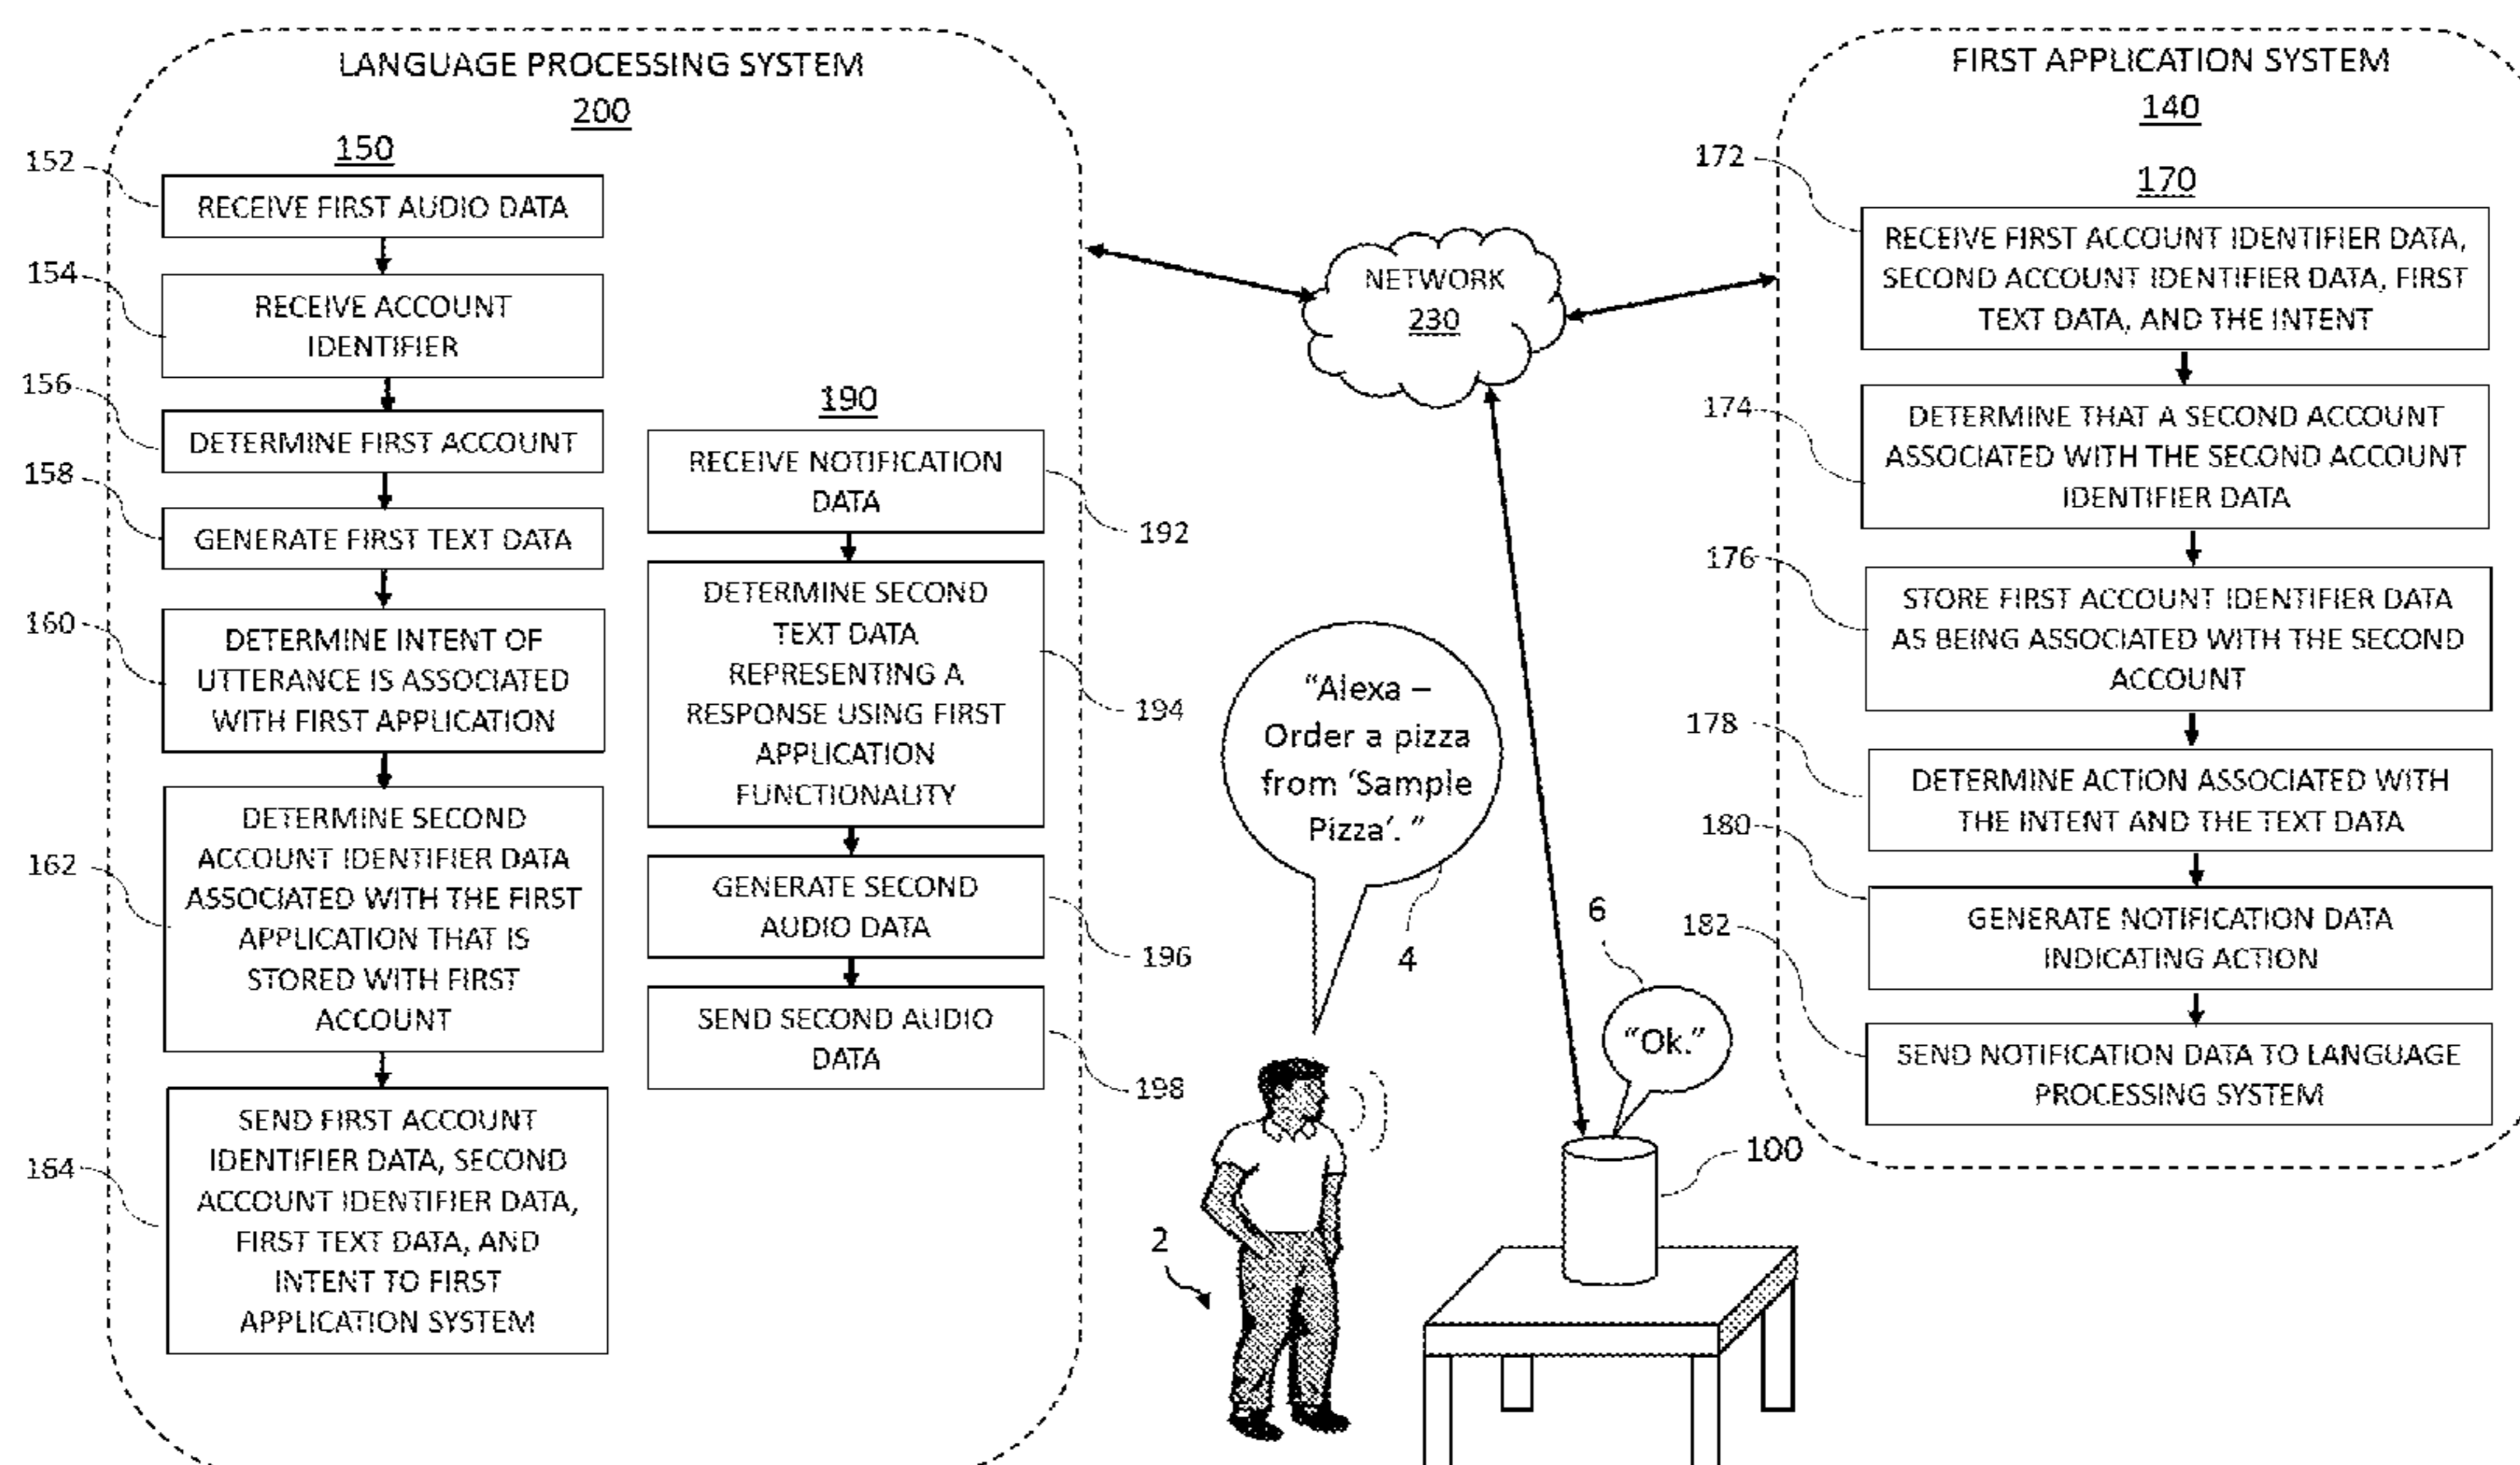 LANGUAGE PROCESSING SYSTEM
200
150
152
RECEIVE FIRST AUDIO DATA
154
RECEIVE ACCOUNT
IDENTIFIER
156
DETERMINE FIRST ACCOUNT
158
GENERATE FIRST TEXT DATA
160
DETERMINE INTENT OF
UTTERANCE IS ASSOCIATED
WITH FIRST APPLICATION
162
DETERMINE SECOND
ACCOUNT IDENTIFIER DATA
ASSOCIATED WITH THE FIRST
APPLICATION THAT IS
STORED WITH FIRST
ACCOUNT
164
SEND FIRST ACCOUNT
IDENTIFIER DATA, SECOND
ACCOUNT IDENTIFIER DATA,
FIRST TEXT DATA, AND
INTENT TO FIRST
APPLICATION SYSTEM
190
RECEIVE NOTIFICATION
DATA
192
DETERMINE SECOND
TEXT DATA
REPRESENTING A
RESPONSE USING FIRST
APPLICATION
FUNCTIONALITY
194
GENERATE SECOND
AUDIO DATA
196
SEND SECOND AUDIO
DATA
198
NETWORK
230
“Alexa –
Order a pizza
from ‘Sample
Pizza’. ”
4
6
“Ok.”
100
2
FIRST APPLICATION SYSTEM
140
170
172
RECEIVE FIRST ACCOUNT IDENTIFIER DATA,
SECOND ACCOUNT IDENTIFIER DATA, FIRST
TEXT DATA, AND THE INTENT
174
DETERMINE THAT A SECOND ACCOUNT
ASSOCIATED WITH THE SECOND ACCOUNT
IDENTIFIER DATA
176
STORE FIRST ACCOUNT IDENTIFIER DATA
AS BEING ASSOCIATED WITH THE SECOND
ACCOUNT
178
DETERMINE ACTION ASSOCIATED WITH
THE INTENT AND THE TEXT DATA
180
GENERATE NOTIFICATION DATA
INDICATING ACTION
182
SEND NOTIFICATION DATA TO LANGUAGE
PROCESSING SYSTEM